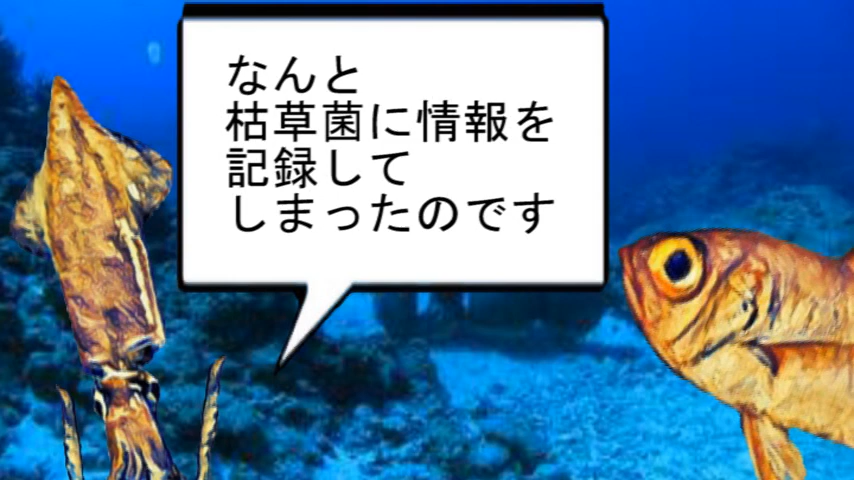 なんと
枯草菌に情報を
記録して
しまったのです